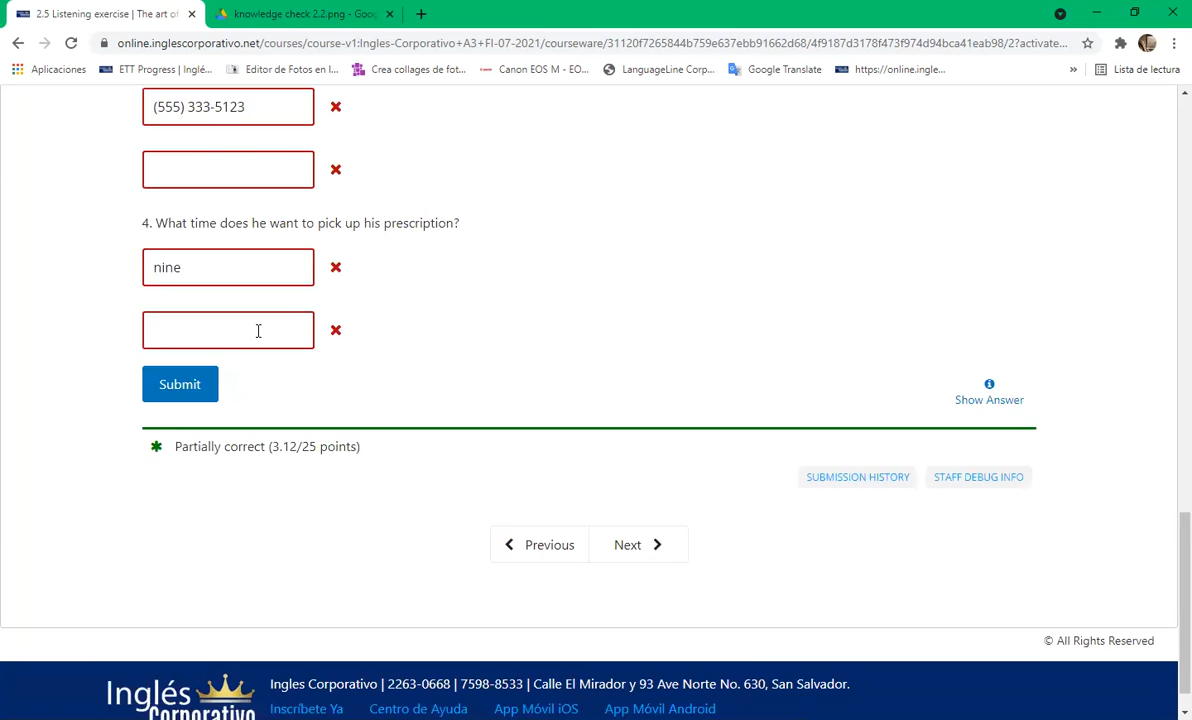 2.5 Listening exercise | The art of
knowledge check 2.2.png - Goo
online.inglescorporativo.net/courses/course-v1:Ingles-Corporativo+A3+FI-07-2021/courseware/31120f7265844b759e637ebb91662d68/4f9187d3178f473f974d94bca41eab98/2?activate...
Aplicaciones
ETT Progress | Inglé...
Editor de Fotos en l...
Crea collages de fot...
Canon EOS M - EO...
LanguageLine Corp...
Google Translate
https://online.ingle...
»
Lista de lectura
(555) 333-5123
4. What time does he want to pick up his prescription?
nine
Submit
Show Answer
Partially correct (3.12/25 points)
SUBMISSION HISTORY
STAFF DEBUG INFO
Previous
Next
© All Rights Reserved
Inglés
Corporativo
Ingles Corporativo | 2263-0668 | 7598-8533 | Calle El Mirador y 93 Ave Norte No. 630, San Salvador.
Inscríbete Ya
Centro de Ayuda
App Móvil iOS
App Móvil Android